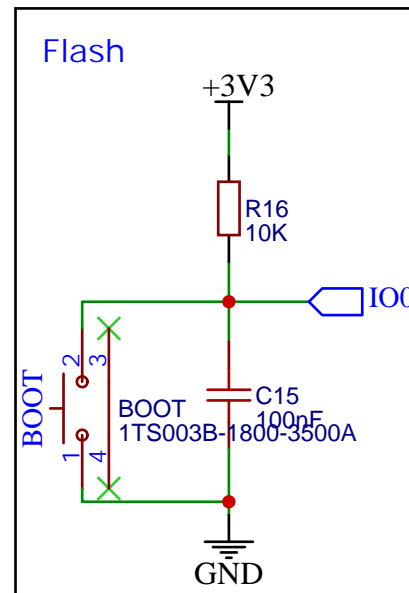 Flash
+3V3
R16
10K
IO0
2
3
C15
100nF
BOOT
BOOT
1TS003B-1800-3500A
1
4
GND